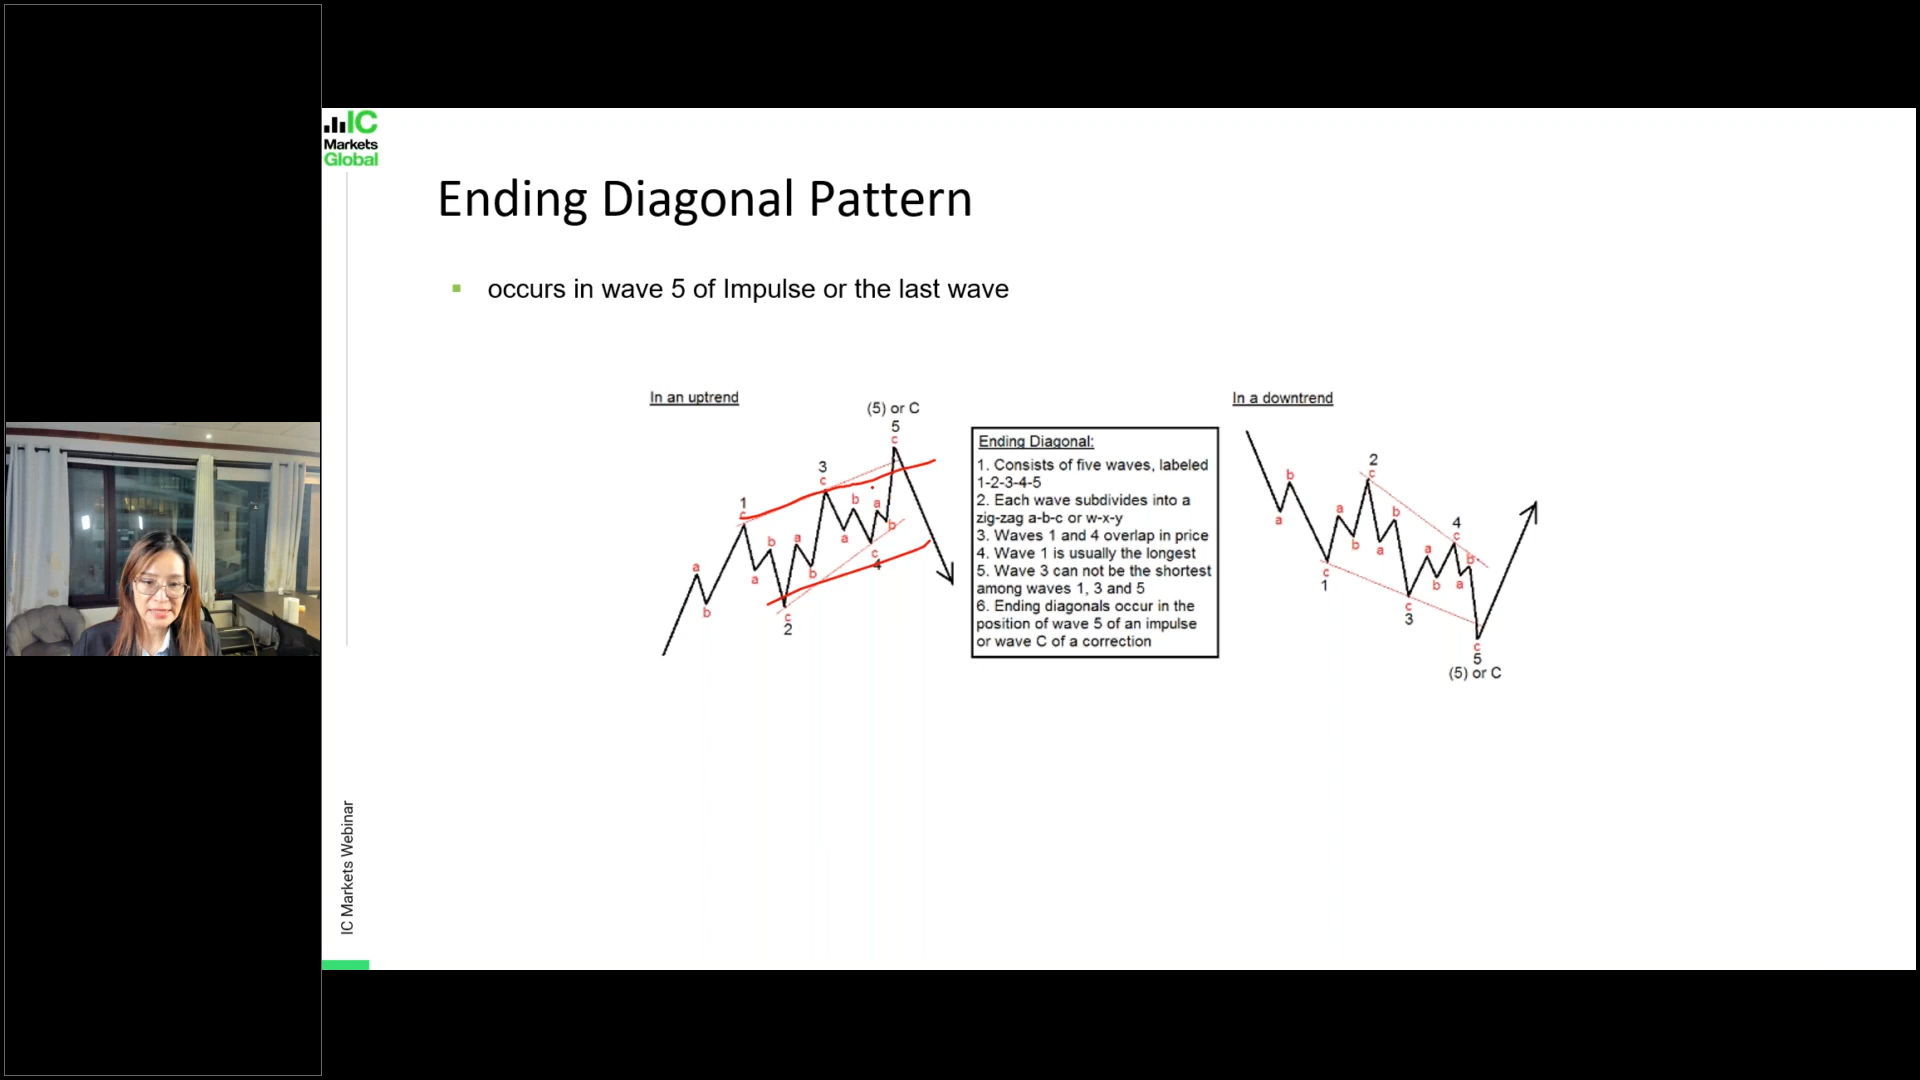 IC
Markets
Global
Ending Diagonal Pattern
occurs in wave 5 of Impulse or the last wave
In an uptrend
(5) or C
5
c
3
c
1
c
b
a
a
b
a
b
a
b
a
b
c
4
c
2
a
b
Ending Diagonal:
1. Consists of five waves, labeled
1-2-3-4-5
2. Each wave subdivides into a
zig-zag a-b-c or w-x-y
3. Waves 1 and 4 overlap in price
4. Wave 1 is usually the longest
5. Wave 3 can not be the shortest
among waves 1, 3 and 5
6. Ending diagonals occur in the
position of wave 5 of an impulse
or wave C of a correction
In a downtrend
2
c
b
a
a
b
b
a
4
c
a
b
b
a
c
1
c
3
c
5
(5) or C
IC Markets Webinar